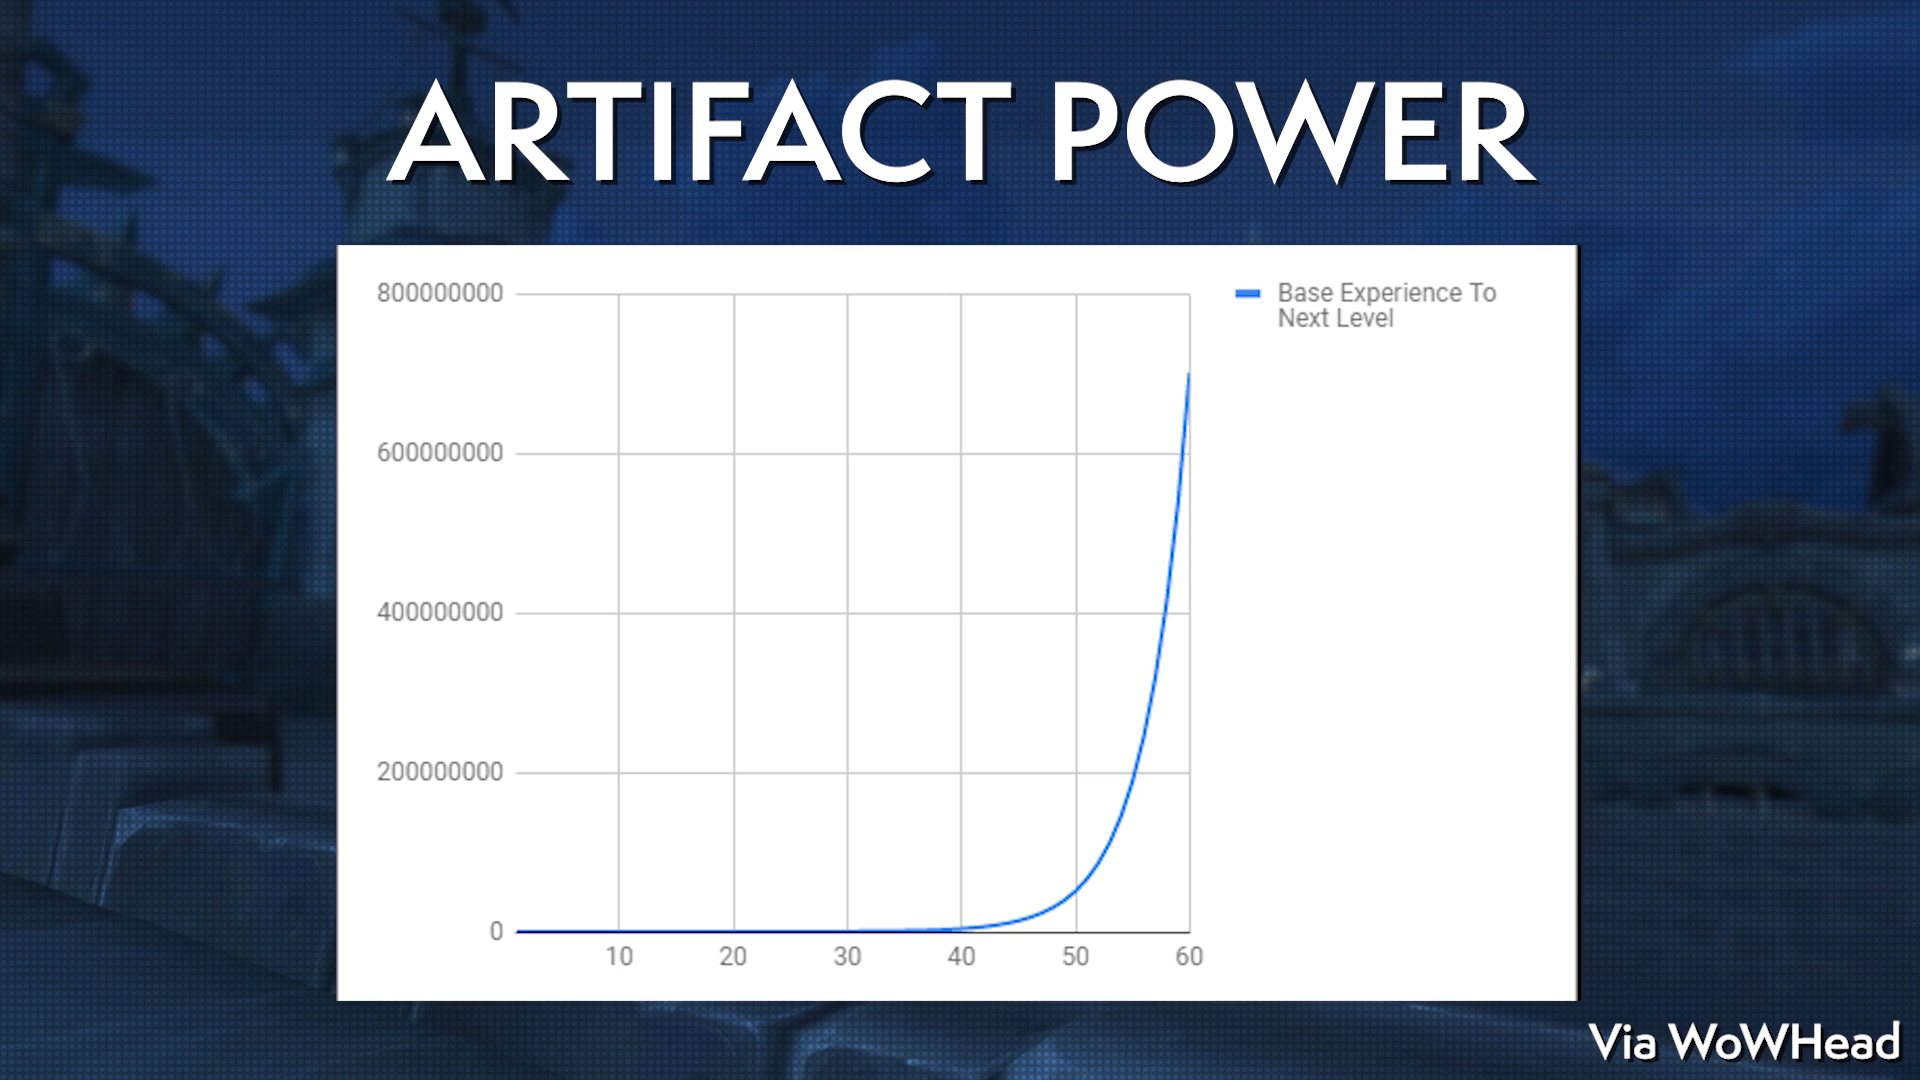 ARTIFACT POWER
800000000
600000000
400000000
200000000
0
10 20 30 40 50 60
Base Experience To
Next Level
Via WoWHead